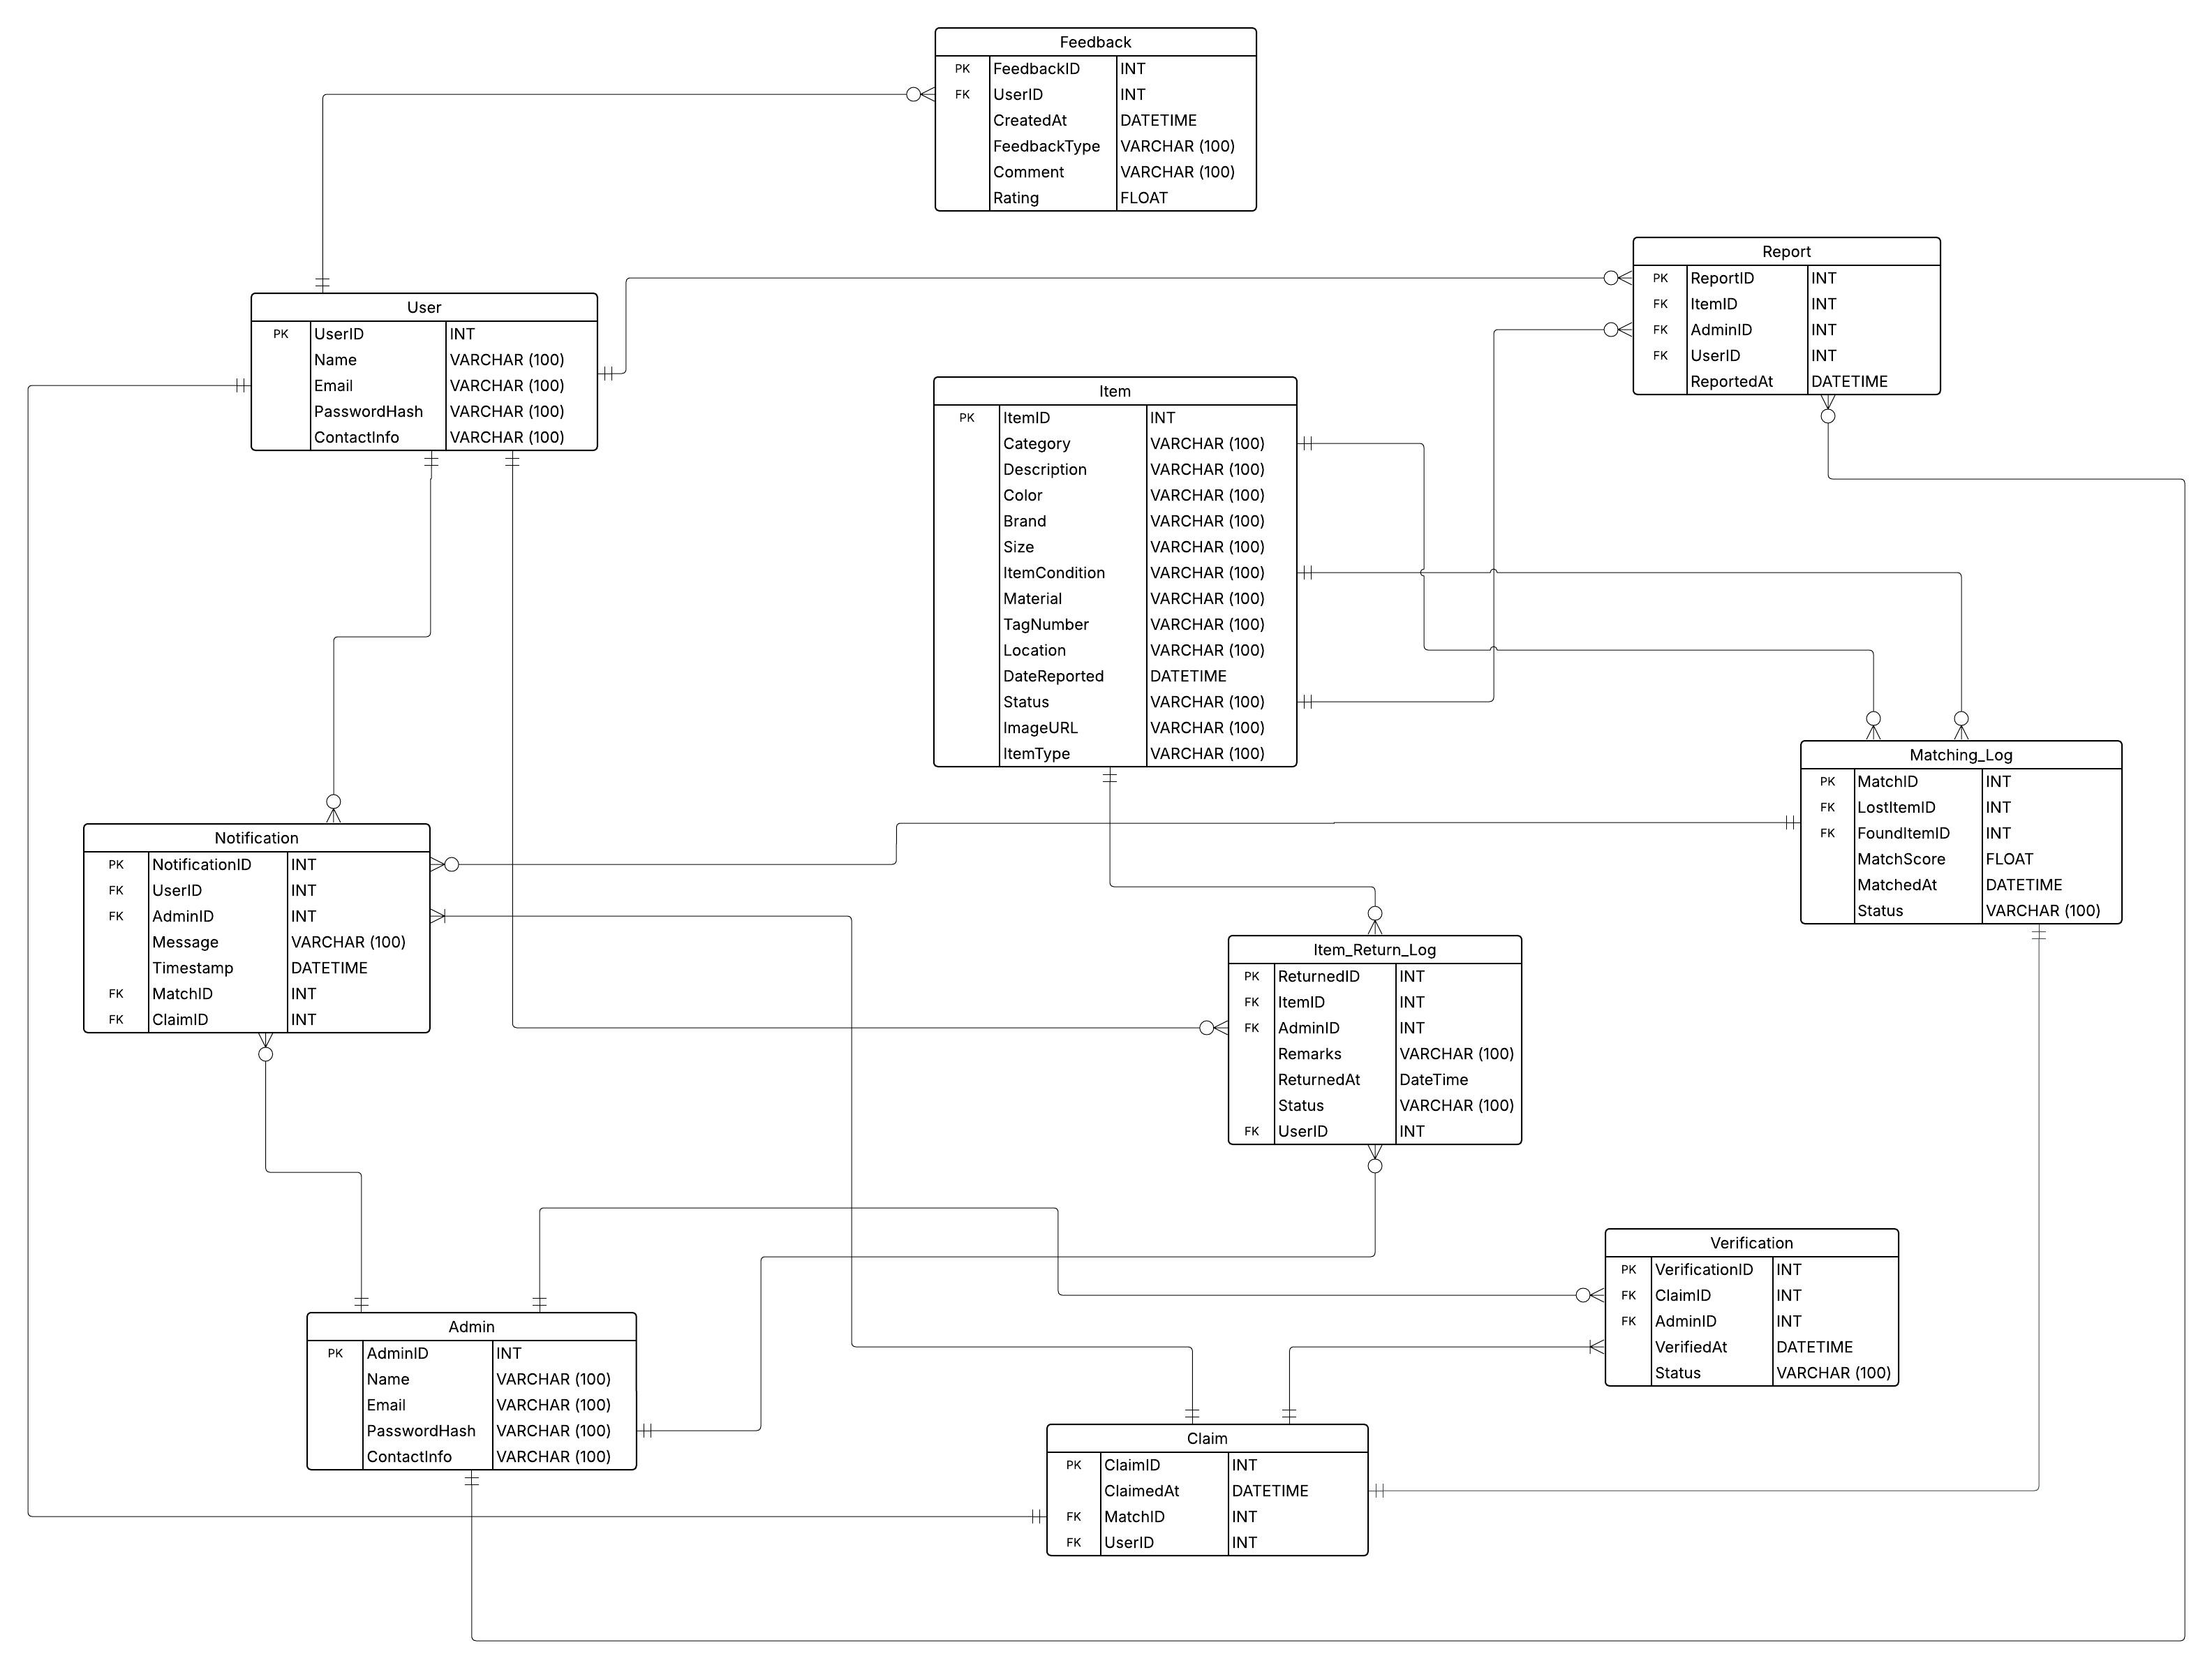 Feedback
PK FeedbackID INT
FK UserID INT
CreatedAt DATETIME
FeedbackType VARCHAR (100)
Comment VARCHAR (100)
Rating FLOAT
Report
PK ReportID INT
FK ItemID INT
FK AdminID INT
FK UserID INT
ReportedAt DATETIME
User
PK UserID INT
Name VARCHAR (100)
Email VARCHAR (100)
PasswordHash VARCHAR (100)
ContactInfo VARCHAR (100)
Item
PK ItemID INT
Category VARCHAR (100)
Description VARCHAR (100)
Color VARCHAR (100)
Brand VARCHAR (100)
Size VARCHAR (100)
ItemCondition VARCHAR (100)
Material VARCHAR (100)
TagNumber VARCHAR (100)
Location VARCHAR (100)
DateReported DATETIME
Status VARCHAR (100)
ImageURL VARCHAR (100)
ItemType VARCHAR (100)
Matching_Log
PK MatchID INT
FK LostItemID INT
FK FoundItemID INT
MatchScore FLOAT
MatchedAt DATETIME
Status VARCHAR (100)
Notification
PK NotificationID INT
FK UserID INT
FK AdminID INT
Message VARCHAR (100)
Timestamp DATETIME
FK MatchID INT
FK ClaimID INT
Item_Return_Log
PK ReturnedID INT
FK ItemID INT
FK AdminID INT
Remarks VARCHAR (100)
ReturnedAt DateTime
Status VARCHAR (100)
FK UserID INT
Verification
PK VerificationID INT
FK ClaimID INT
FK AdminID INT
VerifiedAt DATETIME
Status VARCHAR (100)
Admin
PK AdminID INT
Name VARCHAR (100)
Email VARCHAR (100)
PasswordHash VARCHAR (100)
ContactInfo VARCHAR (100)
Claim
PK ClaimID INT
ClaimedAt DATETIME
FK MatchID INT
FK UserID INT